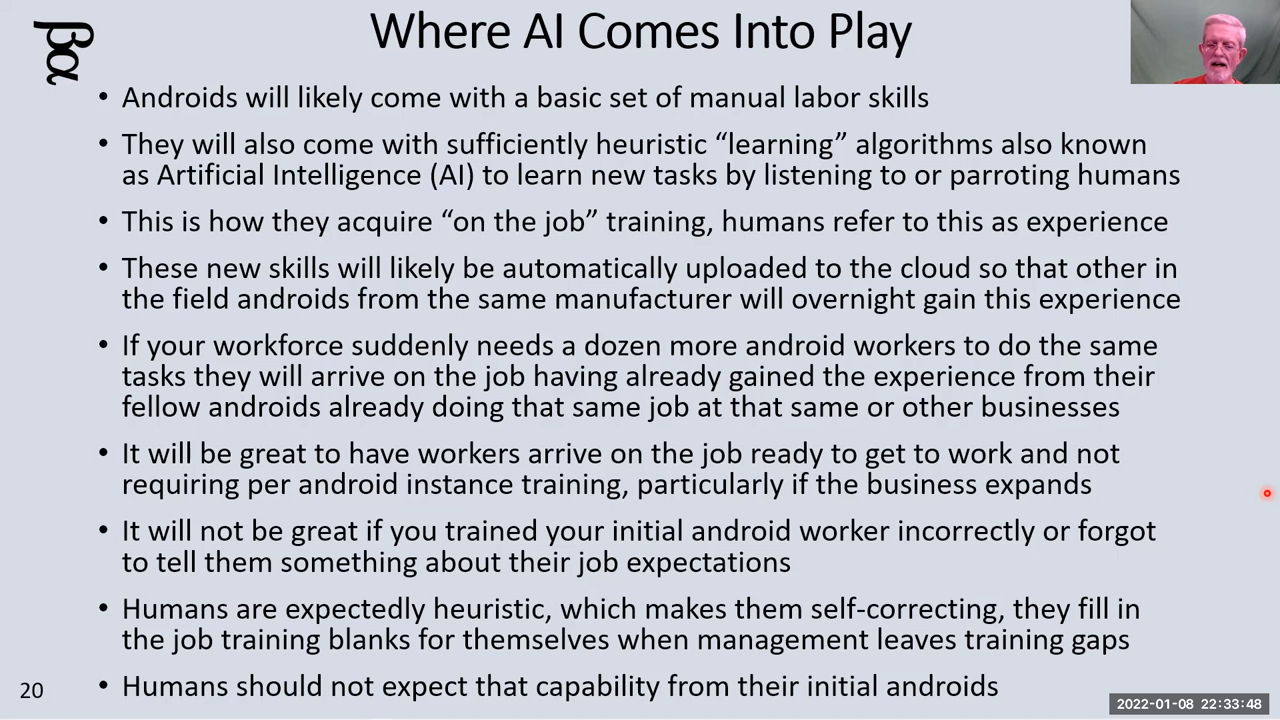 βα
Where AI Comes Into Play
• Androids will likely come with a basic set of manual labor skills
• They will also come with sufficiently heuristic “learning” algorithms also known
as Artificial Intelligence (AI) to learn new tasks by listening to or parroting humans
• This is how they acquire “on the job” training, humans refer to this as experience
• These new skills will likely be automatically uploaded to the cloud so that other in
the field androids from the same manufacturer will overnight gain this experience
• If your workforce suddenly needs a dozen more android workers to do the same
tasks they will arrive on the job having already gained the experience from their
fellow androids already doing that same job at that same or other businesses
• It will be great to have workers arrive on the job ready to get to work and not
requiring per android instance training, particularly if the business expands
• It will not be great if you trained your initial android worker incorrectly or forgot
to tell them something about their job expectations
• Humans are expectedly heuristic, which makes them self-correcting, they fill in
the job training blanks for themselves when management leaves training gaps
• Humans should not expect that capability from their initial androids
20
2022-01-08 22:33:48